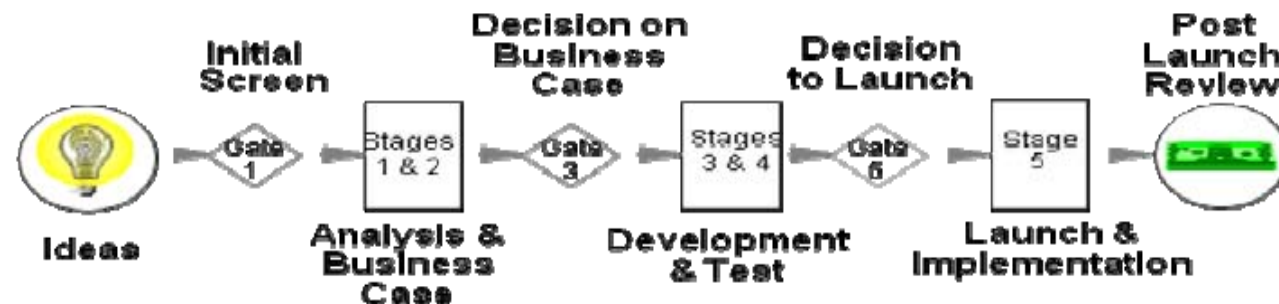 Initial
Screen
Decision on
Business
Case
Decision
to Launch
Post
Launch
Review
Gate
1
Stages
1 & 2
Gate
3
Stages
3 & 4
Gate
5
Stage
5
Ideas
Analysis &
Business
Case
Development
& Test
Launch &
Implementation